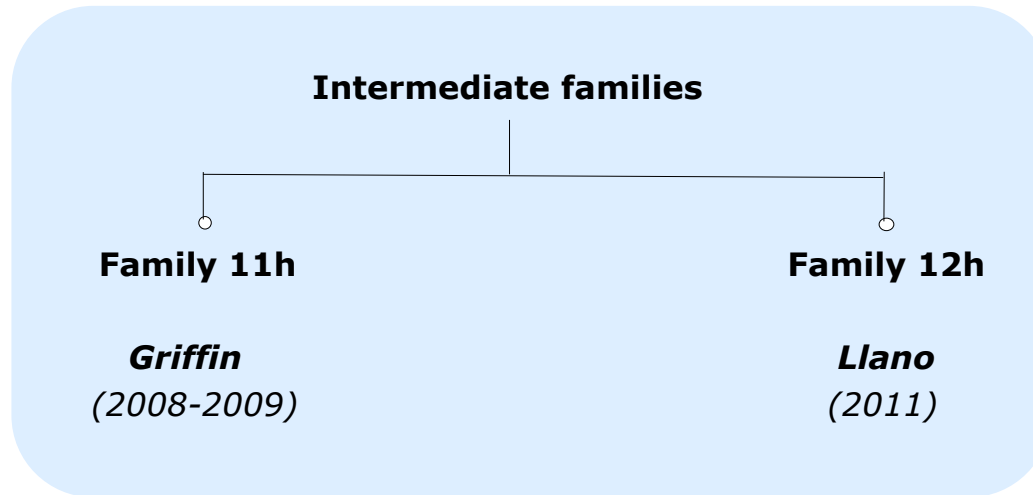 Intermediate families
Family 11h
Family 12h
Griffin
Llano
(2008-2009)
(2011)